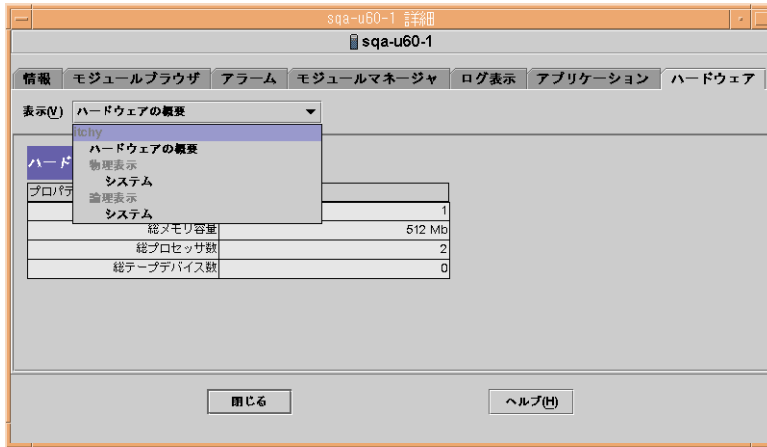 sqa-u60-1 詳細
sqa-u60-1
情報 モジュールブラウザ アラーム モジュールマネージャ ログ表示 アプリケーション ハードウェア
表示(V) ハードウェアの概要
itchy
ハードウェアの概要
ハード
物理表示
システム
プロパテ
論理表示
システム
1
総メモリ容量 512 Mb
総プロセッサ数 2
総テープデバイス数 0
閉じる ヘルプ(H)